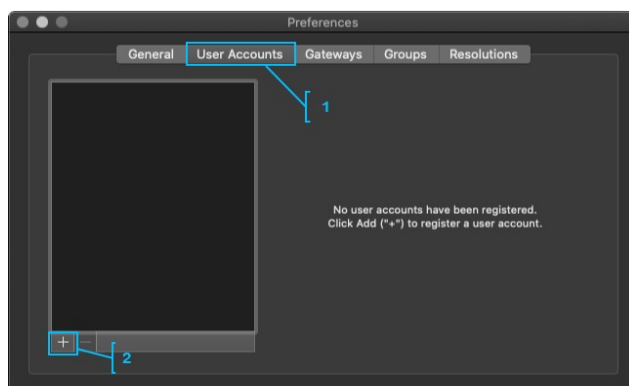 Preferences
General User Accounts Gateways Groups Resolutions
1
No user accounts have been registered.
Click Add ("+") to register a user account.
+ −
2